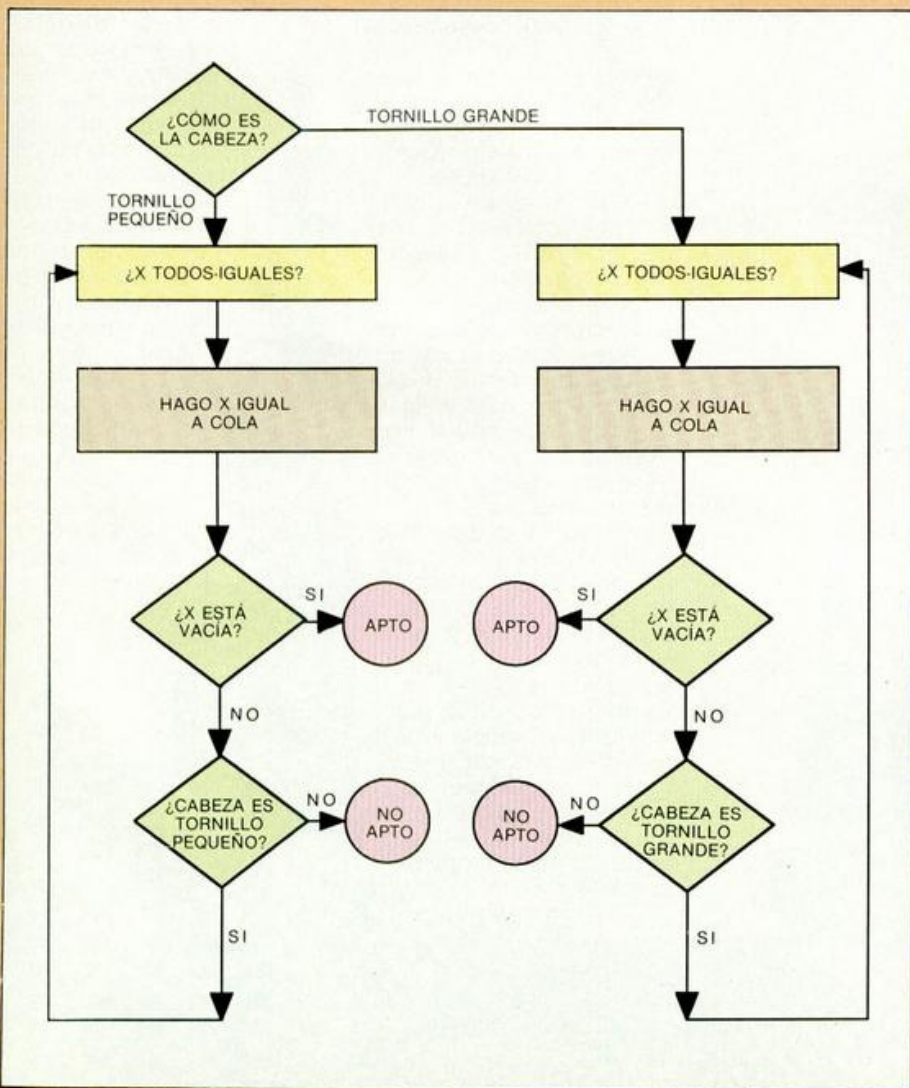 ¿CÓMO ES
LA CABEZA?
TORNILLO GRANDE
TORNILLO
PEQUEÑO
¿X TODOS-IGUALES?
HAGO X IGUAL
A COLA
¿X ESTÁ
VACÍA?
SI
APTO
NO
¿CABEZA ES
TORNILLO
PEQUEÑO?
NO
NO
APTO
SI
¿X TODOS-IGUALES?
HAGO X IGUAL
A COLA
¿X ESTÁ
VACÍA?
SI
APTO
NO
¿CABEZA ES
TORNILLO
GRANDE?
NO
NO
APTO
SI